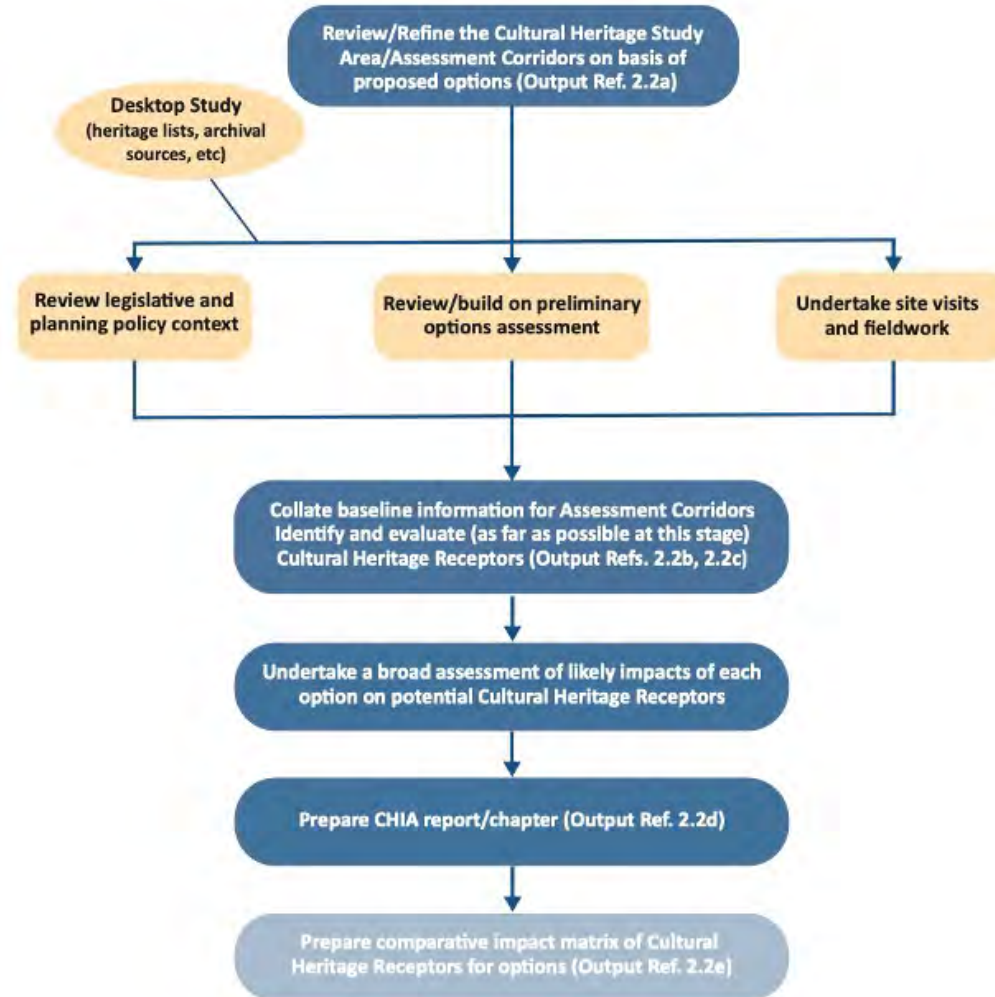 Review/Refine the Cultural Heritage Study
Area/Assessment Corridors on basis of
proposed options (Output Ref. 2.2a)
Desktop Study
(heritage lists, archival
sources, etc)
Review legislative and
planning policy context
Review/build on preliminary
options assessment
Undertake site visits
and fieldwork
Collate baseline information for Assessment Corridors
Identify and evaluate (as far as possible at this stage)
Cultural Heritage Receptors (Output Refs. 2.2b, 2.2c)
Undertake a broad assessment of likely impacts of each
option on potential Cultural Heritage Receptors
Prepare CHIA report/chapter (Output Ref. 2.2d)
Prepare comparative impact matrix of Cultural
Heritage Receptors for options (Output Ref. 2.2e)